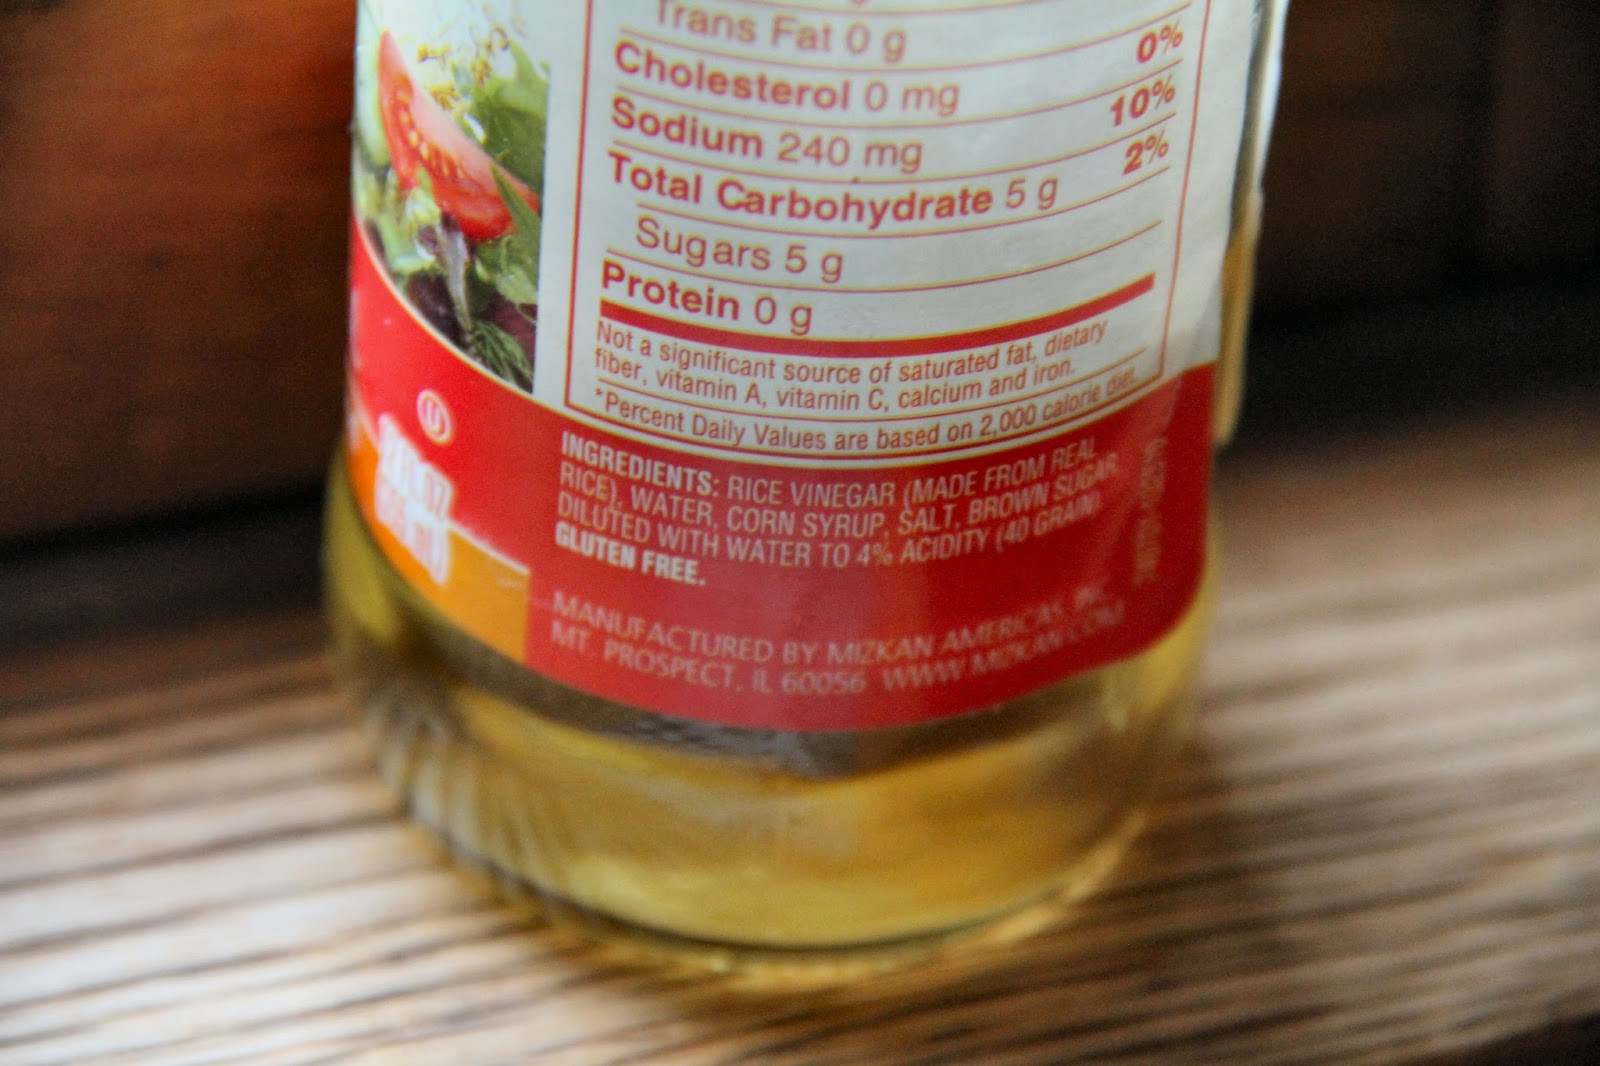 Trans Fat 0 g
0%
Cholesterol 0 mg
10%
Sodium 240 mg
2%
Total Carbohydrate 5 g
Sugars 5 g
Protein 0 g
Not a significant source of saturated fat, dietary
fiber, vitamin A, vitamin C, calcium and iron.
*Percent Daily Values are based on 2,000 calorie diet.
INGREDIENTS: RICE VINEGAR (MADE FROM REAL
RICE), WATER, CORN SYRUP, SALT, BROWN SUGAR,
DILUTED WITH WATER TO 4% ACIDITY (40 GRAIN).
GLUTEN FREE.
MANUFACTURED BY MIZKAN AMERICAS, INC.
MT. PROSPECT, IL 60056 WWW.MIZKAN.COM
U
ml)